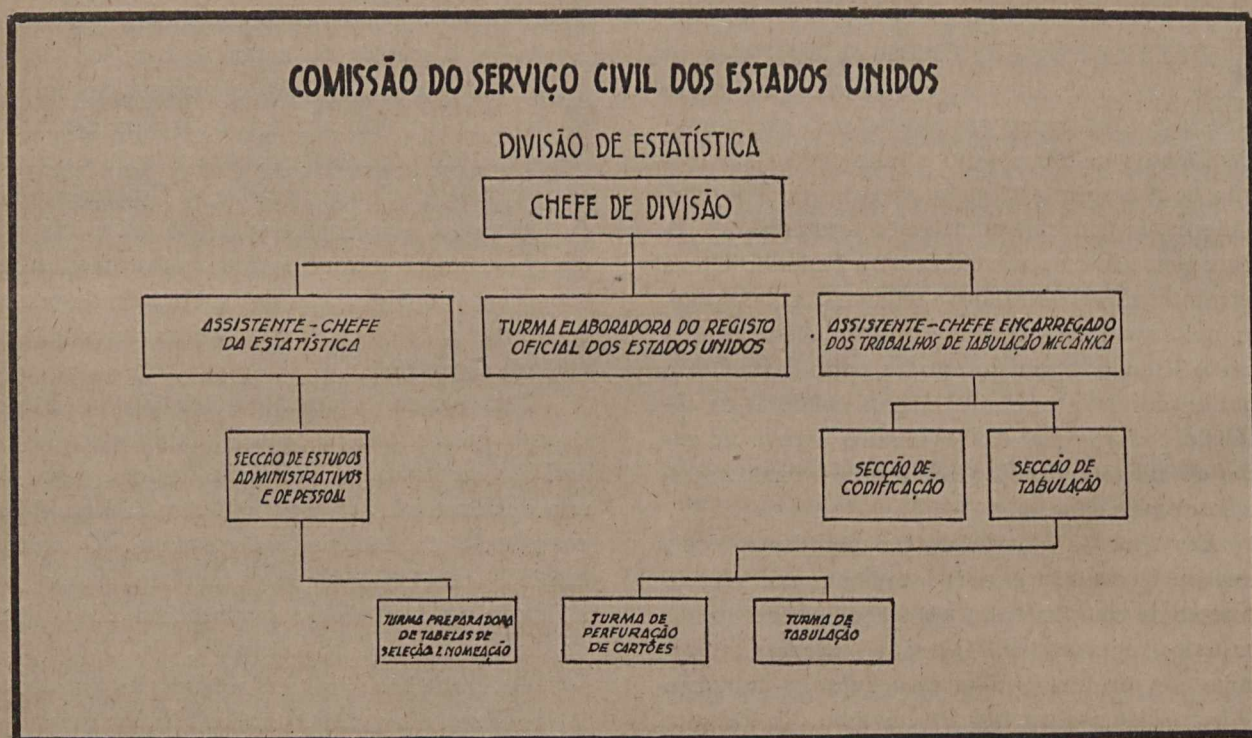 COMISSÃO DO SERVIÇO CIVIL DOS ESTADOS UNIDOS
DIVISÃO DE ESTATÍSTICA
CHEFE DE DIVISÃO
ASSISTENTE-CHEFE
DA ESTATÍSTICA
TURMA ELABORADORA DO REGISTO
OFICIAL DOS ESTADOS UNIDOS
ASSISTENTE-CHEFE ENCARREGADO
DOS TRABALHOS DE TABULAÇÃO MECÂNICA
SECCÃO DE ESTUDOS
ADMINISTRATIVOS
E DE PESSOAL
SECCÃO DE
CODIFICAÇÃO
SECCÃO DE
TABULAÇÃO
TURMA PREPARADORA
DE TABELAS DE
SELEÇÃO E NOMEAÇÃO
TURMA DE
PERFURAÇÃO
DE CARTÕES
TURMA DE
TABULAÇÃO